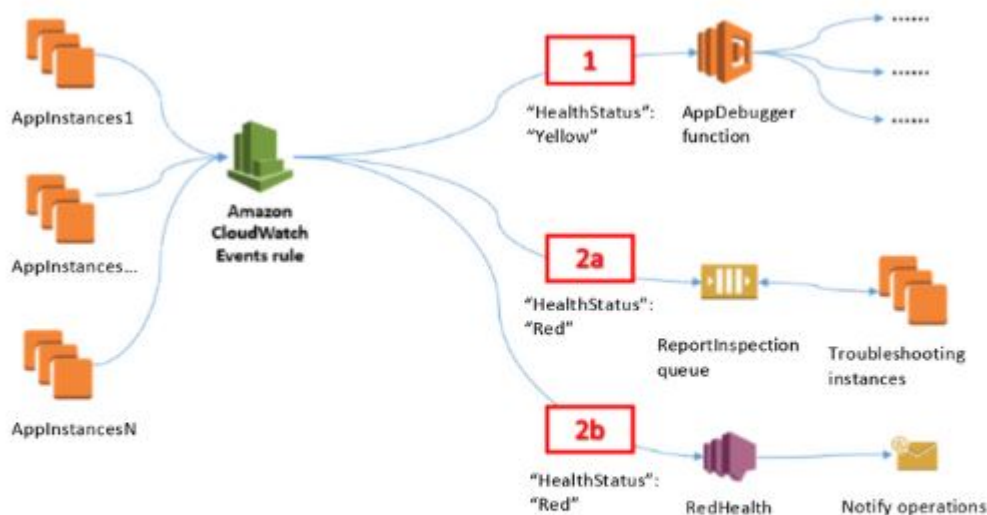 AppInstances1
AppInstances...
AppInstancesN
Amazon
CloudWatch
Events rule
1
"HealthStatus":
"Yellow"
AppDebugger
function
......
......
......
2a
"HealthStatus":
"Red"
ReportInspection
queue
Troubleshooting
instances
2b
"HealthStatus":
"Red"
RedHealth
Notify operations